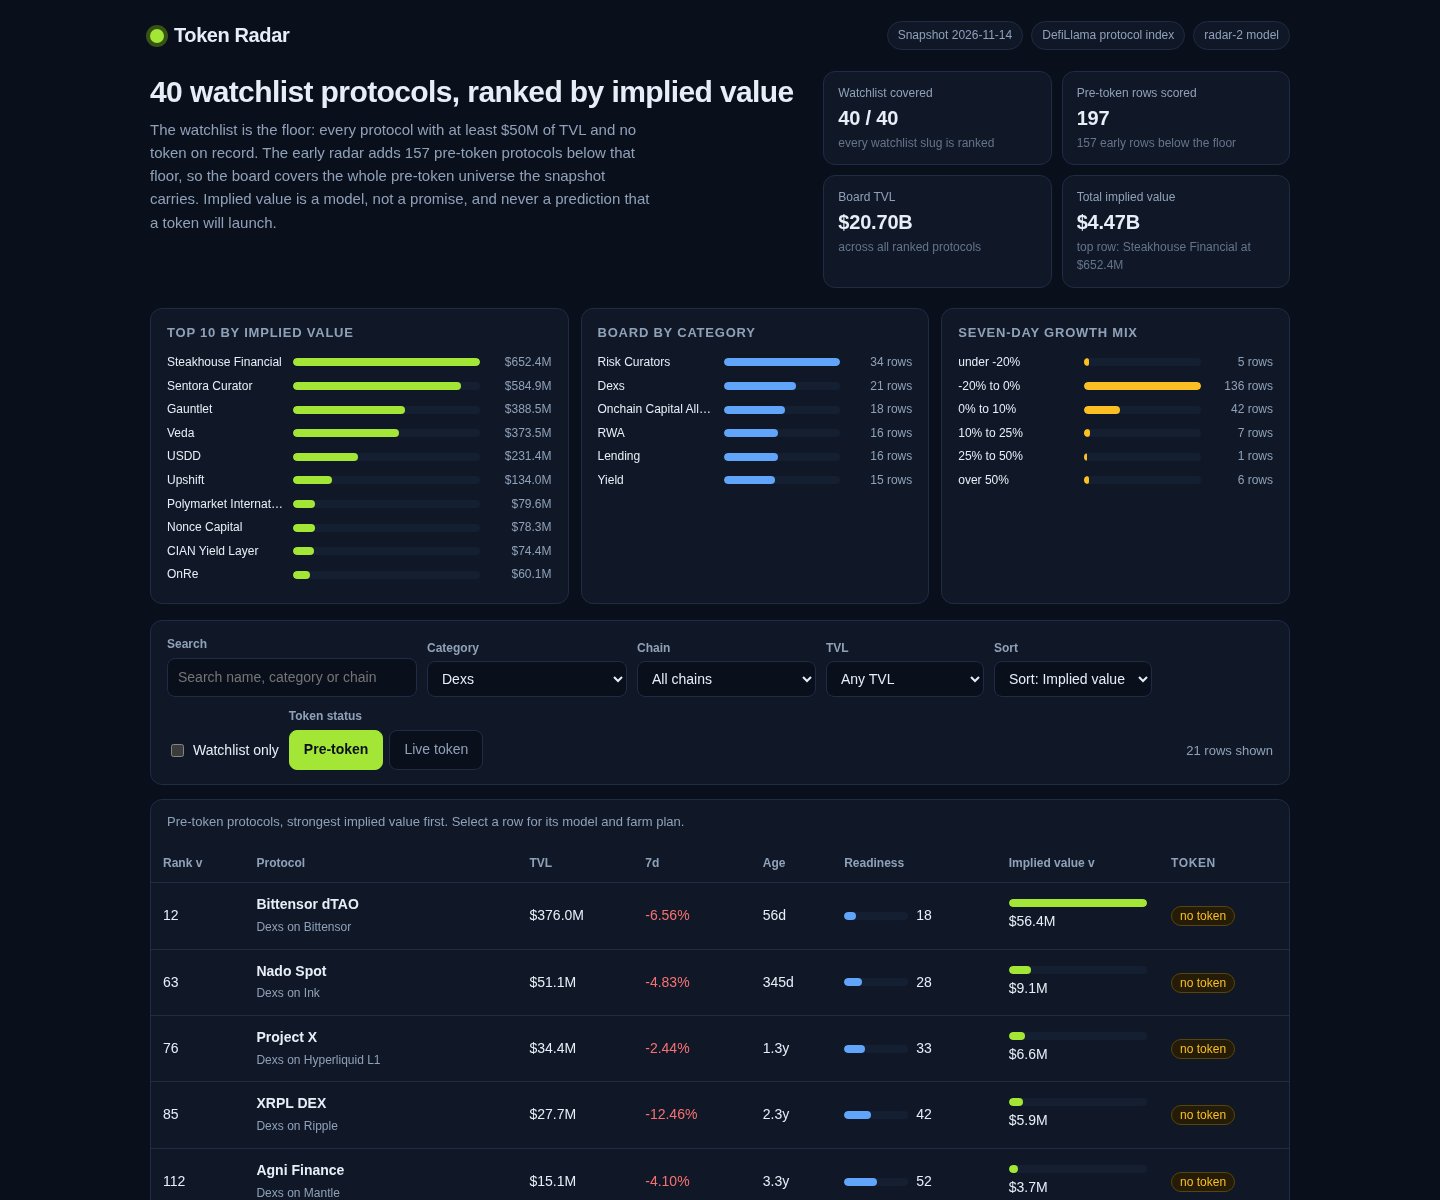 Token Radar
Snapshot 2026-11-14
DefiLlama protocol index
radar-2 model
40 watchlist protocols, ranked by implied value
The watchlist is the floor: every protocol with at least $50M of TVL and no
token on record. The early radar adds 157 pre-token protocols below that
floor, so the board covers the whole pre-token universe the snapshot
carries. Implied value is a model, not a promise, and never a prediction that
a token will launch.
Watchlist covered
40 / 40
every watchlist slug is ranked
Pre-token rows scored
197
157 early rows below the floor
Board TVL
$20.70B
across all ranked protocols
Total implied value
$4.47B
top row: Steakhouse Financial at
$652.4M
TOP 10 BY IMPLIED VALUE
Steakhouse Financial $652.4M
Sentora Curator $584.9M
Gauntlet $388.5M
Veda $373.5M
USDD $231.4M
Upshift $134.0M
Polymarket Internat… $79.6M
Nonce Capital $78.3M
CIAN Yield Layer $74.4M
OnRe $60.1M
BOARD BY CATEGORY
Risk Curators 34 rows
Dexs 21 rows
Onchain Capital All… 18 rows
RWA 16 rows
Lending 16 rows
Yield 15 rows
SEVEN-DAY GROWTH MIX
under -20% 5 rows
-20% to 0% 136 rows
0% to 10% 42 rows
10% to 25% 7 rows
25% to 50% 1 rows
over 50% 6 rows
Search
Search name, category or chain
Category
Dexs
Chain
All chains
TVL
Any TVL
Sort
Sort: Implied value
Watchlist only
Token status
Pre-token
Live token
21 rows shown
Pre-token protocols, strongest implied value first. Select a row for its model and farm plan.
Rank v Protocol TVL 7d Age Readiness Implied value v TOKEN
12 Bittensor dTAO $376.0M -6.56% 56d 18 $56.4M no token
Dexs on Bittensor
63 Nado Spot $51.1M -4.83% 345d 28 $9.1M no token
Dexs on Ink
76 Project X $34.4M -2.44% 1.3y 33 $6.6M no token
Dexs on Hyperliquid L1
85 XRPL DEX $27.7M -12.46% 2.3y 42 $5.9M no token
Dexs on Ripple
112 Agni Finance $15.1M -4.10% 3.3y 52 $3.7M no token
Dexs on Mantle